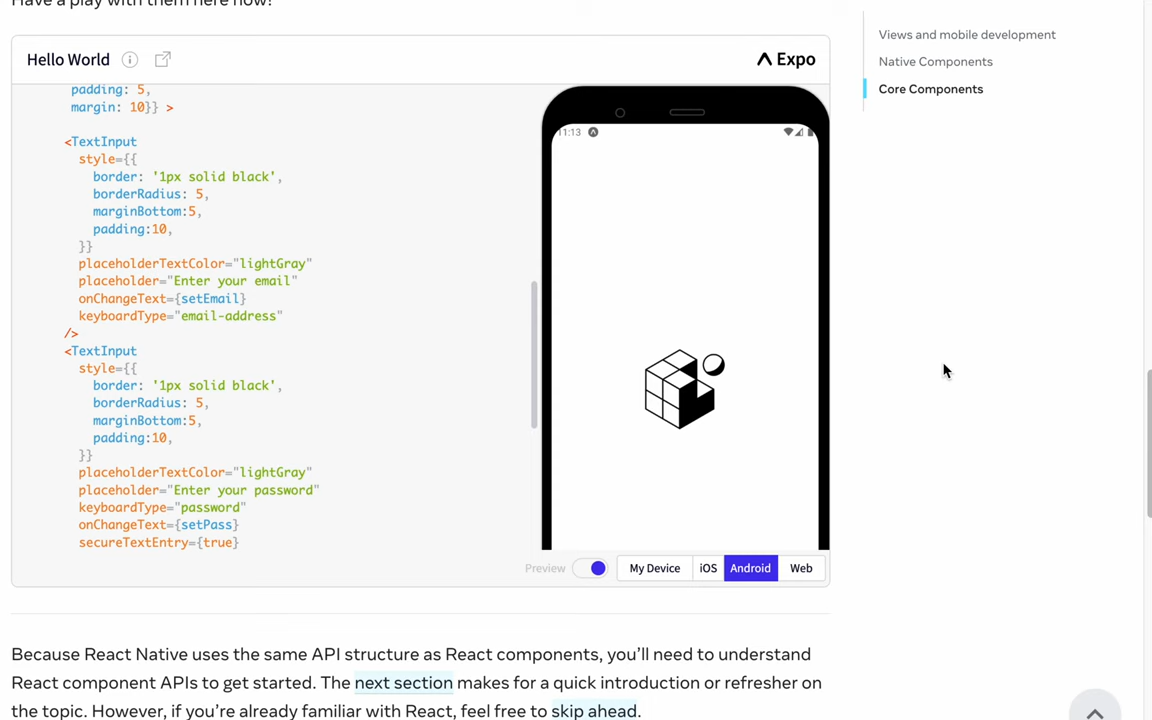 Have a play with them here now!
Views and mobile development
Native Components
Core Components
Hello World
Expo
padding: 5,
margin: 10}} >
<TextInput
style={{
border: '1px solid black',
borderRadius: 5,
marginBottom:5,
padding:10,
}}
placeholderTextColor="lightGray"
placeholder="Enter your email"
onChangeText={setEmail}
keyboardType="email-address"
/>
<TextInput
style={{
border: '1px solid black',
borderRadius: 5,
marginBottom:5,
padding:10,
}}
placeholderTextColor="lightGray"
placeholder="Enter your password"
keyboardType="password"
onChangeText={setPass}
secureTextEntry={true}
11:13
Preview
My Device
iOS
Android
Web
Because React Native uses the same API structure as React components, you’ll need to understand
React component APIs to get started. The next section makes for a quick introduction or refresher on
the topic. However, if you’re already familiar with React, feel free to skip ahead.